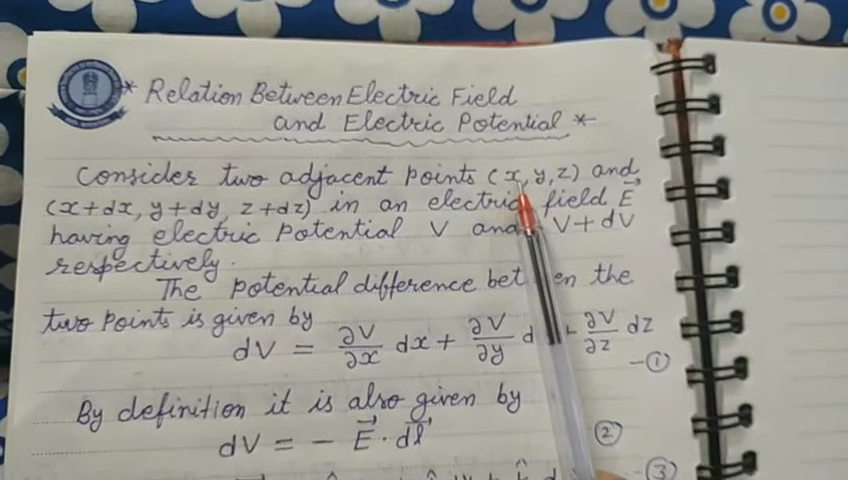 * Relation Between Electric Field
and Electric Potential *
Consider two adjacent points (x, y, z) and
(x+dx, y+dy, z+dz) in an electric field E⃗
having electric Potential V and V+dV
respectively.
The potential difference between the
two points is given by
dV = ∂V/∂x dx + ∂V/∂y d + ∂V/∂z dz
-①
By definition it is also given by
dV = - E⃗ · dl⃗ ②
-③